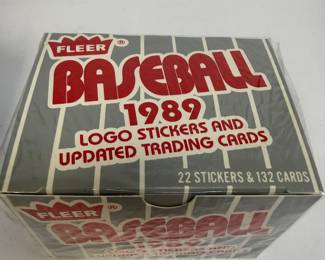 FLEER®
BASEBALL
1989
LOGO STICKERS AND
UPDATED TRADING CARDS
22 STICKERS & 132 CARDS
FLEER®
BASEBALL